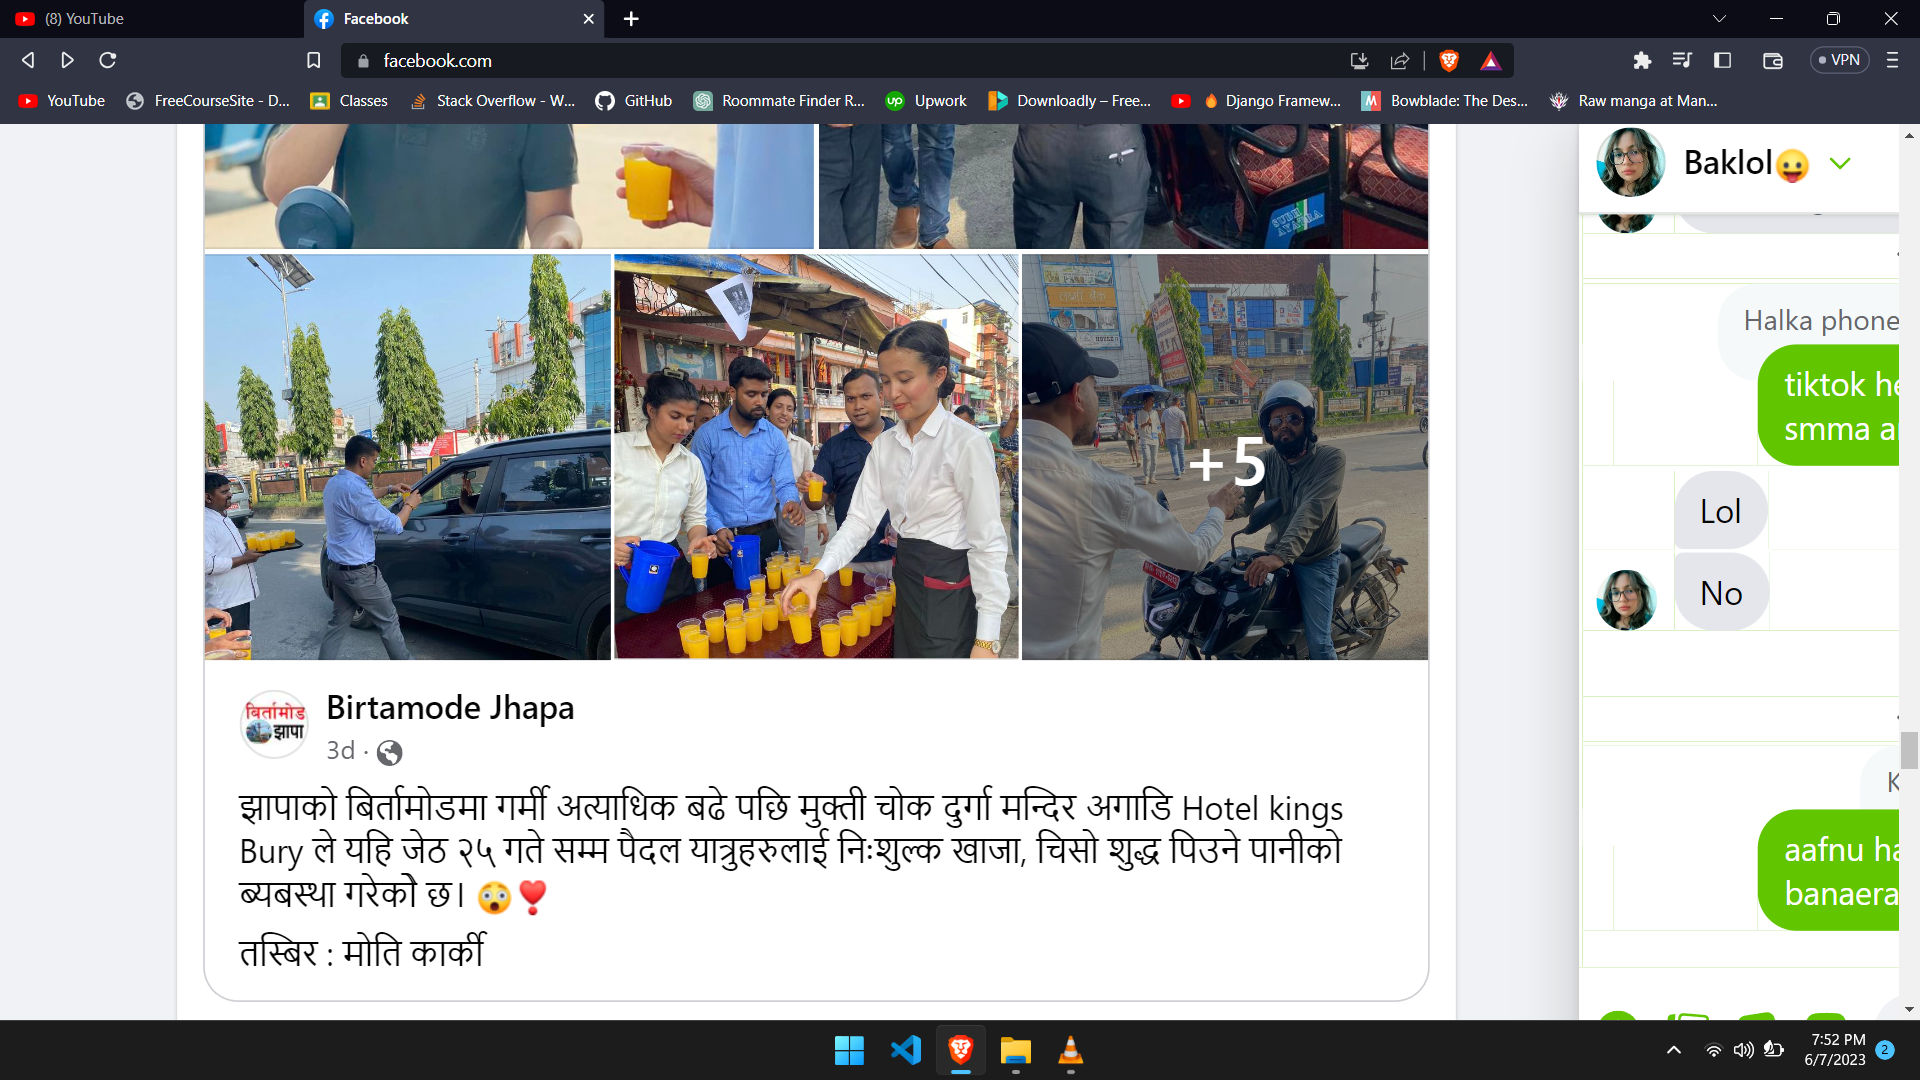 (8) YouTube
Facebook
facebook.com
VPN
YouTube
FreeCourseSite - D...
Classes
Stack Overflow - W...
GitHub
Roommate Finder R...
Upwork
Downloadly – Free...
Django Framew...
Bowblade: The Des...
Raw manga at Man...
Baklol😛
Halka phone
tiktok he
smma a
Lol
No
K
aafnu ha
banaera
+5
बिर्तामोड
झापा
Birtamode Jhapa
3d ·
झापाको बिर्तामोडमा गर्मी अत्याधिक बढे पछि मुक्ती चोक दुर्गा मन्दिर अगाडि Hotel kings
Bury ले यहि जेठ २५ गते सम्म पैदल यात्रुहरुलाई निःशुल्क खाजा, चिसो शुद्ध पिउने पानीको
ब्यबस्था गरेको छ। 😲❣️
तस्बिर : मोति कार्की
7:52 PM
6/7/2023
2